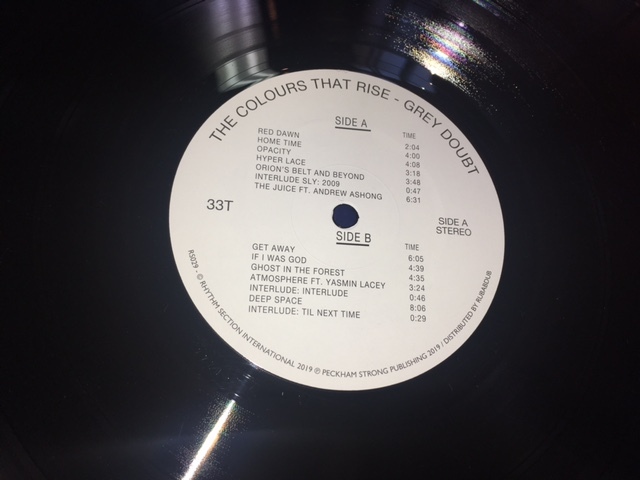 THE COLOURS THAT RISE - GREY DOUBT
SIDE A
TIME
RED DAWN 2:04
HOME TIME 4:00
OPACITY 4:08
HYPER LACE 3:18
ORION'S BELT AND BEYOND 3:48
INTERLUDE SLY: 2009 0:47
THE JUICE FT. ANDREW ASHONG 6:31
33T
SIDE A
STEREO
SIDE B
TIME
GET AWAY 6:05
IF I WAS GOD 4:39
GHOST IN THE FOREST 4:35
ATMOSPHERE FT. YASMIN LACEY 3:24
INTERLUDE: INTERLUDE 0:46
DEEP SPACE 8:06
INTERLUDE: TIL NEXT TIME 0:29
RS029 - © RHYTHM SECTION INTERNATIONAL 2019 ℗ PECKHAM STRONG PUBLISHING 2019 / DISTRIBUTED BY RUBADUB